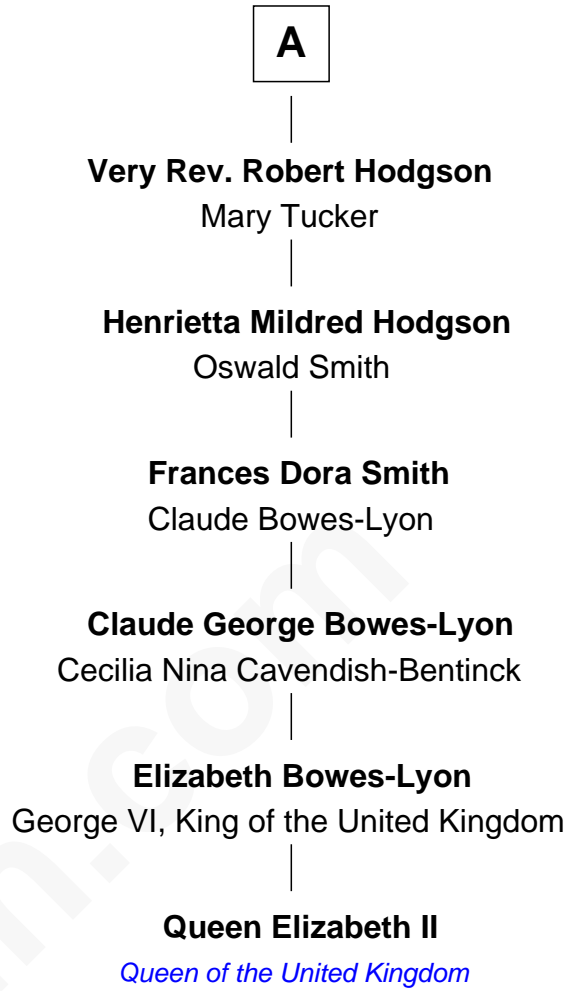 A
Very Rev. Robert Hodgson
Mary Tucker
Henrietta Mildred Hodgson
Oswald Smith
Frances Dora Smith
Claude Bowes-Lyon
Claude George Bowes-Lyon
Cecilia Nina Cavendish-Bentinck
Elizabeth Bowes-Lyon
George VI, King of the United Kingdom
Queen Elizabeth II
Queen of the United Kingdom